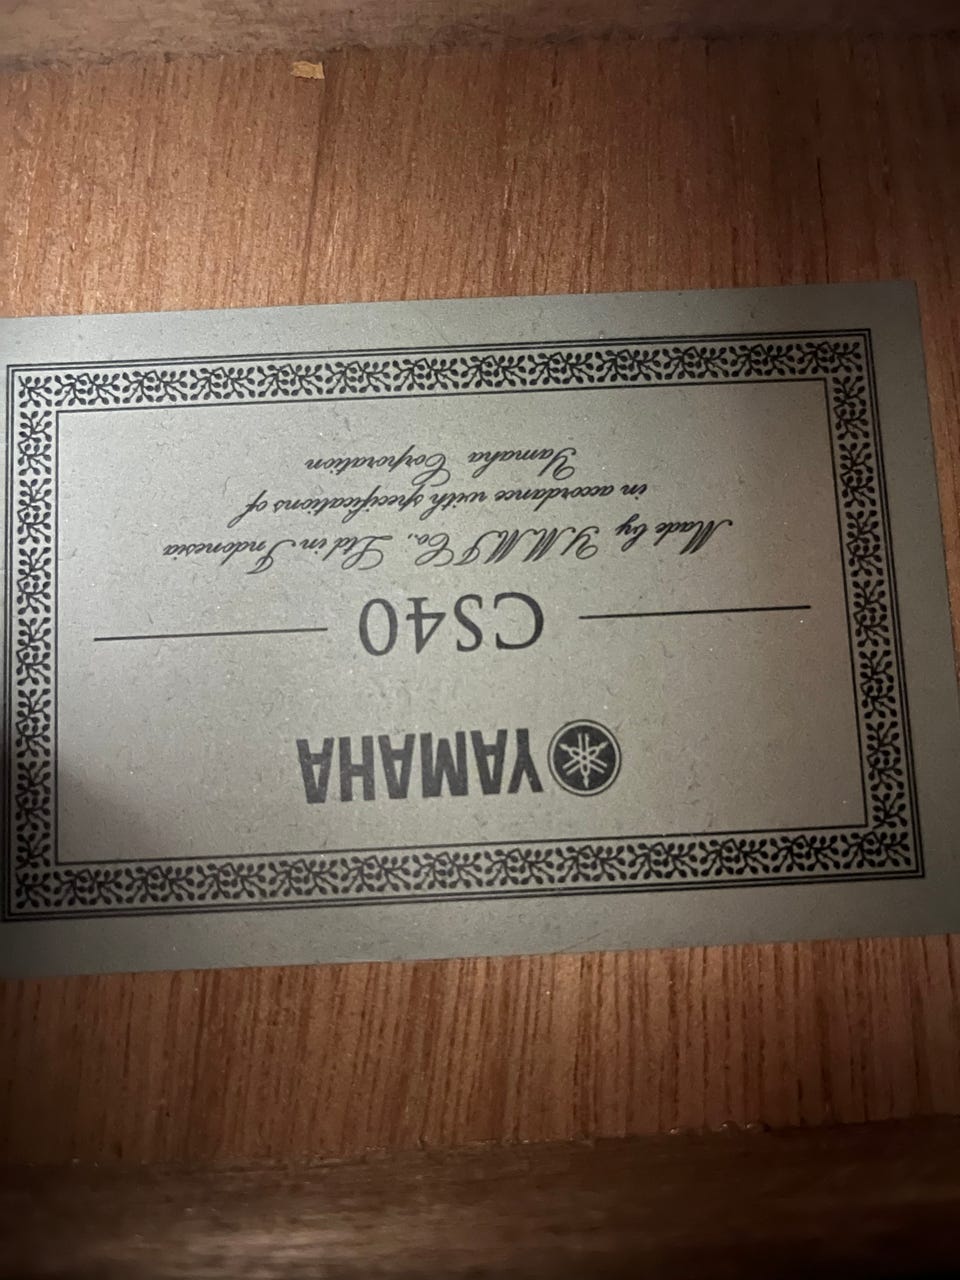 YAMAHA
CS40
Made by Y.M.M.I Co., Ltd in Indonesia
in accordance with specifications of
Yamaha Corporation